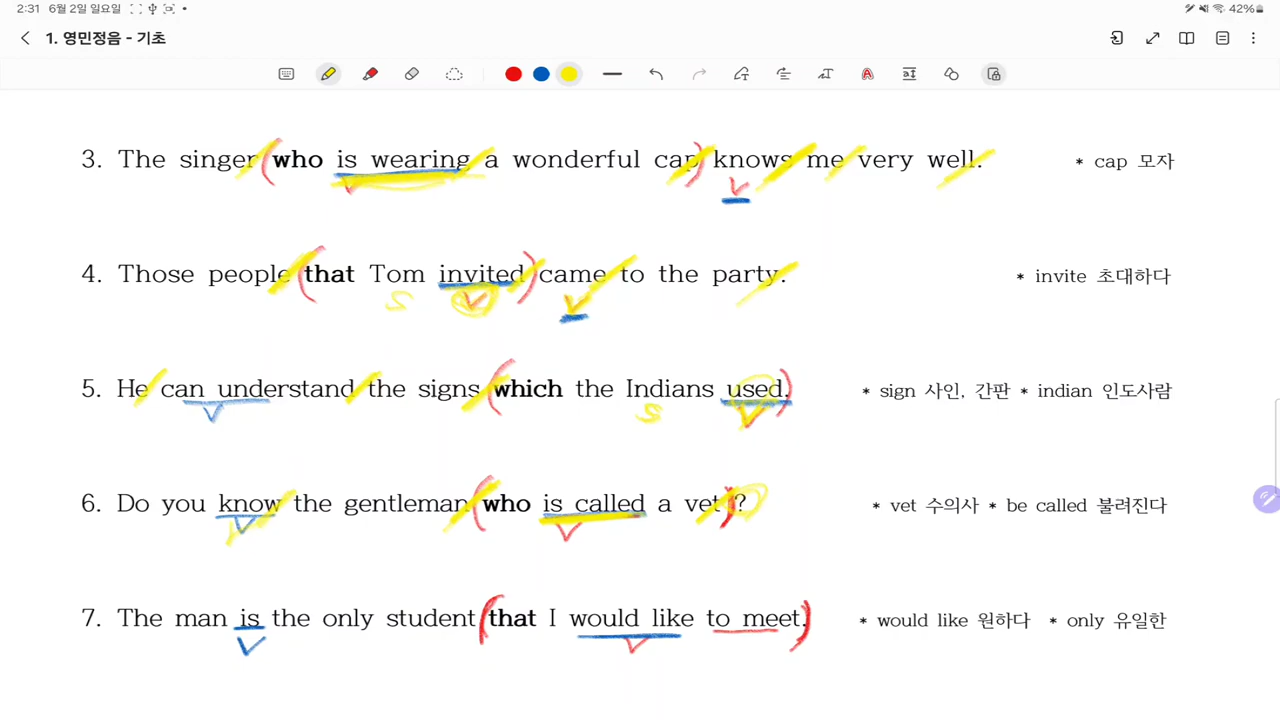 2:31 6월 2일 일요일 42%
1. 영민정음 - 기초
3. The singer (who is wearing a wonderful cap) knows me very well. * cap 모자
v v
4. Those people (that Tom invited) came to the party. * invite 초대하다
S v v
5. He can understand the signs (which the Indians used.) * sign 사인, 간판 * indian 인도사람
v S v
6. Do you know the gentleman (who is called a vet)? * vet 수의사 * be called 불려진다
v v
7. The man is the only student (that I would like to meet.) * would like 원하다 * only 유일한
v v